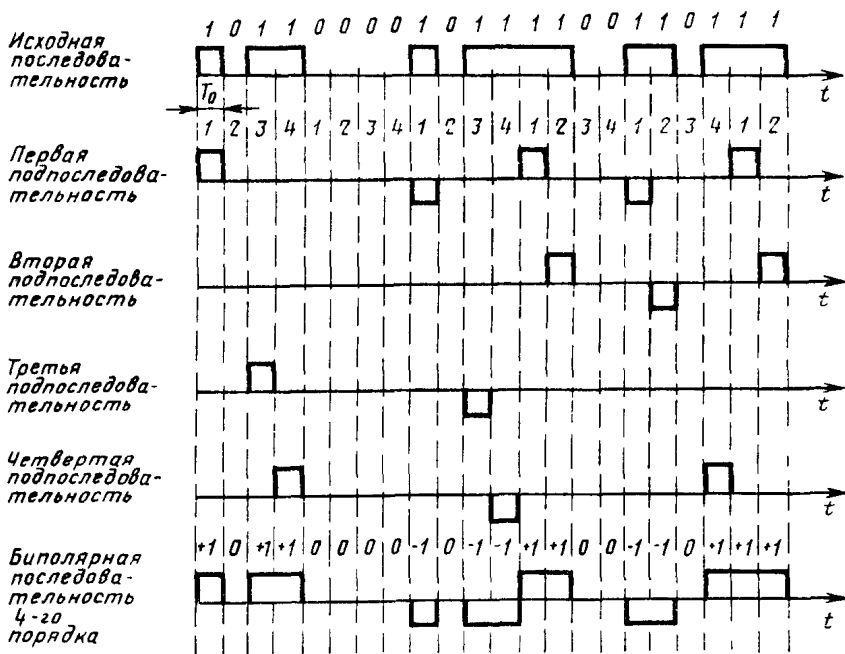 1 0 1 1 0 0 0 0 1 0 1 1 1 1 0 0 1 1 0 1 1 1
Исходная
последова-
тельность
T₀
t
1 2 3 4 1 2 3 4 1 2 3 4 1 2 3 4 1 2 3 4 1 2
Первая
подпоследова-
тельность
t
Вторая
подпоследова-
тельность
t
Третья
подпоследова-
тельность
t
Четвертая
подпоследова-
тельность
t
+1 0 +1 +1 0 0 0 0 -1 0 -1 -1 +1 +1 0 0 -1 -1 0 +1 +1 +1
Биполярная
последова-
тельность
4-го
порядка
t